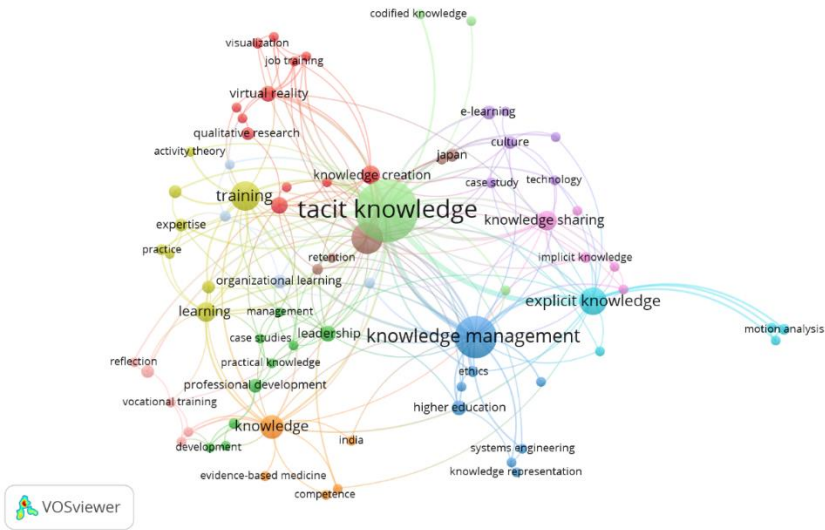 codified knowledge
visualization
job training
virtual reality
e-learning
qualitative research
culture
activity theory
japan
knowledge creation
case study
technology
training
tacit knowledge
knowledge sharing
expertise
practice
retention
implicit knowledge
organizational learning
explicit knowledge
learning
management
leadership
knowledge management
motion analysis
case studies
reflection
practical knowledge
ethics
professional development
vocational training
higher education
knowledge
india
development
systems engineering
evidence-based medicine
knowledge representation
competence
VOSviewer